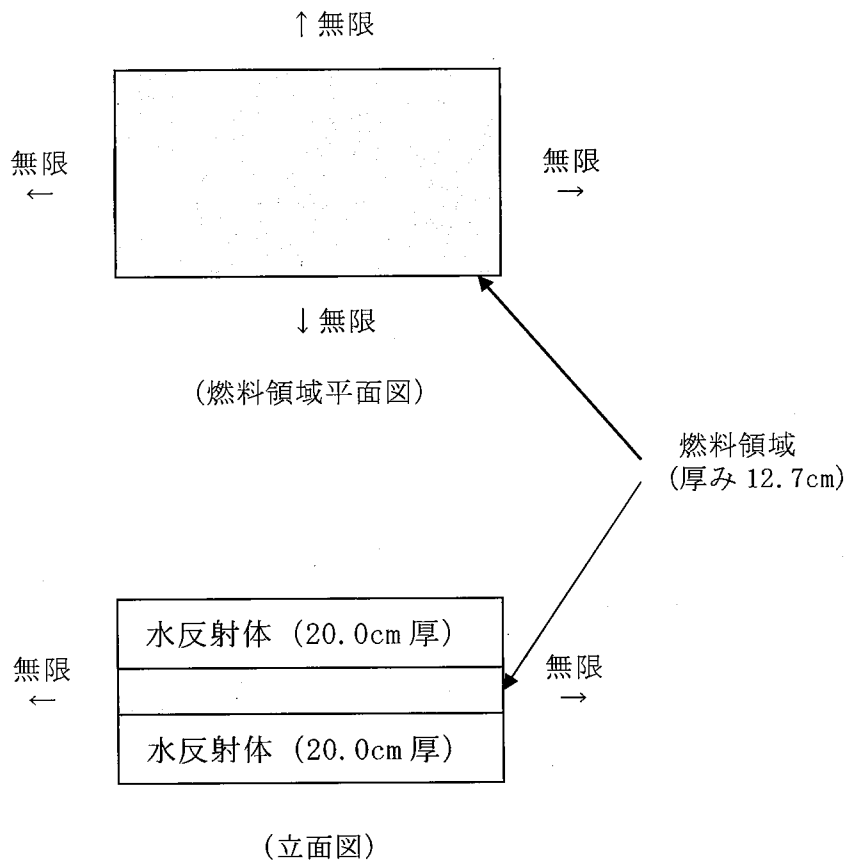 ↑無限
無限
←
無限
→
↓無限
(燃料領域平面図)
燃料領域
(厚み 12.7cm)
水反射体 (20.0cm 厚)
無限
←
無限
→
水反射体 (20.0cm 厚)
(立面図)